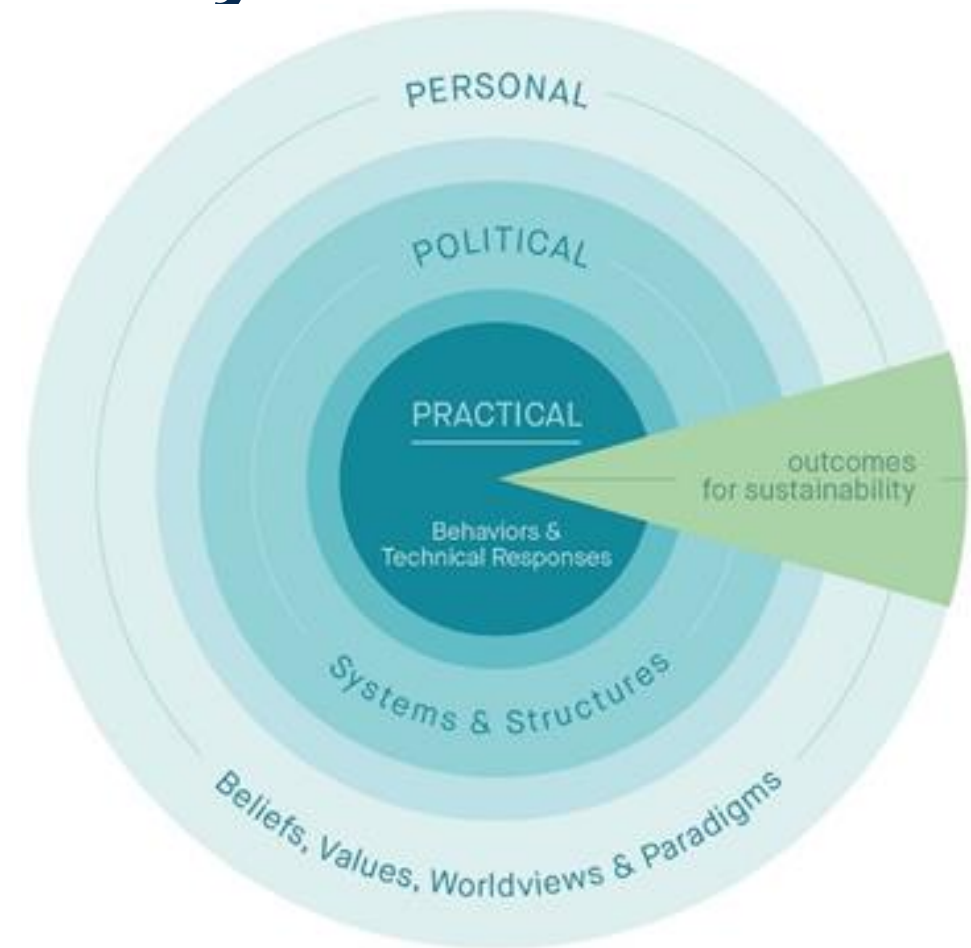 PERSONAL
POLITICAL
PRACTICAL
Behaviors &
Technical Responses
outcomes
for sustainability
Systems & Structures
Beliefs, Values, Worldviews & Paradigms